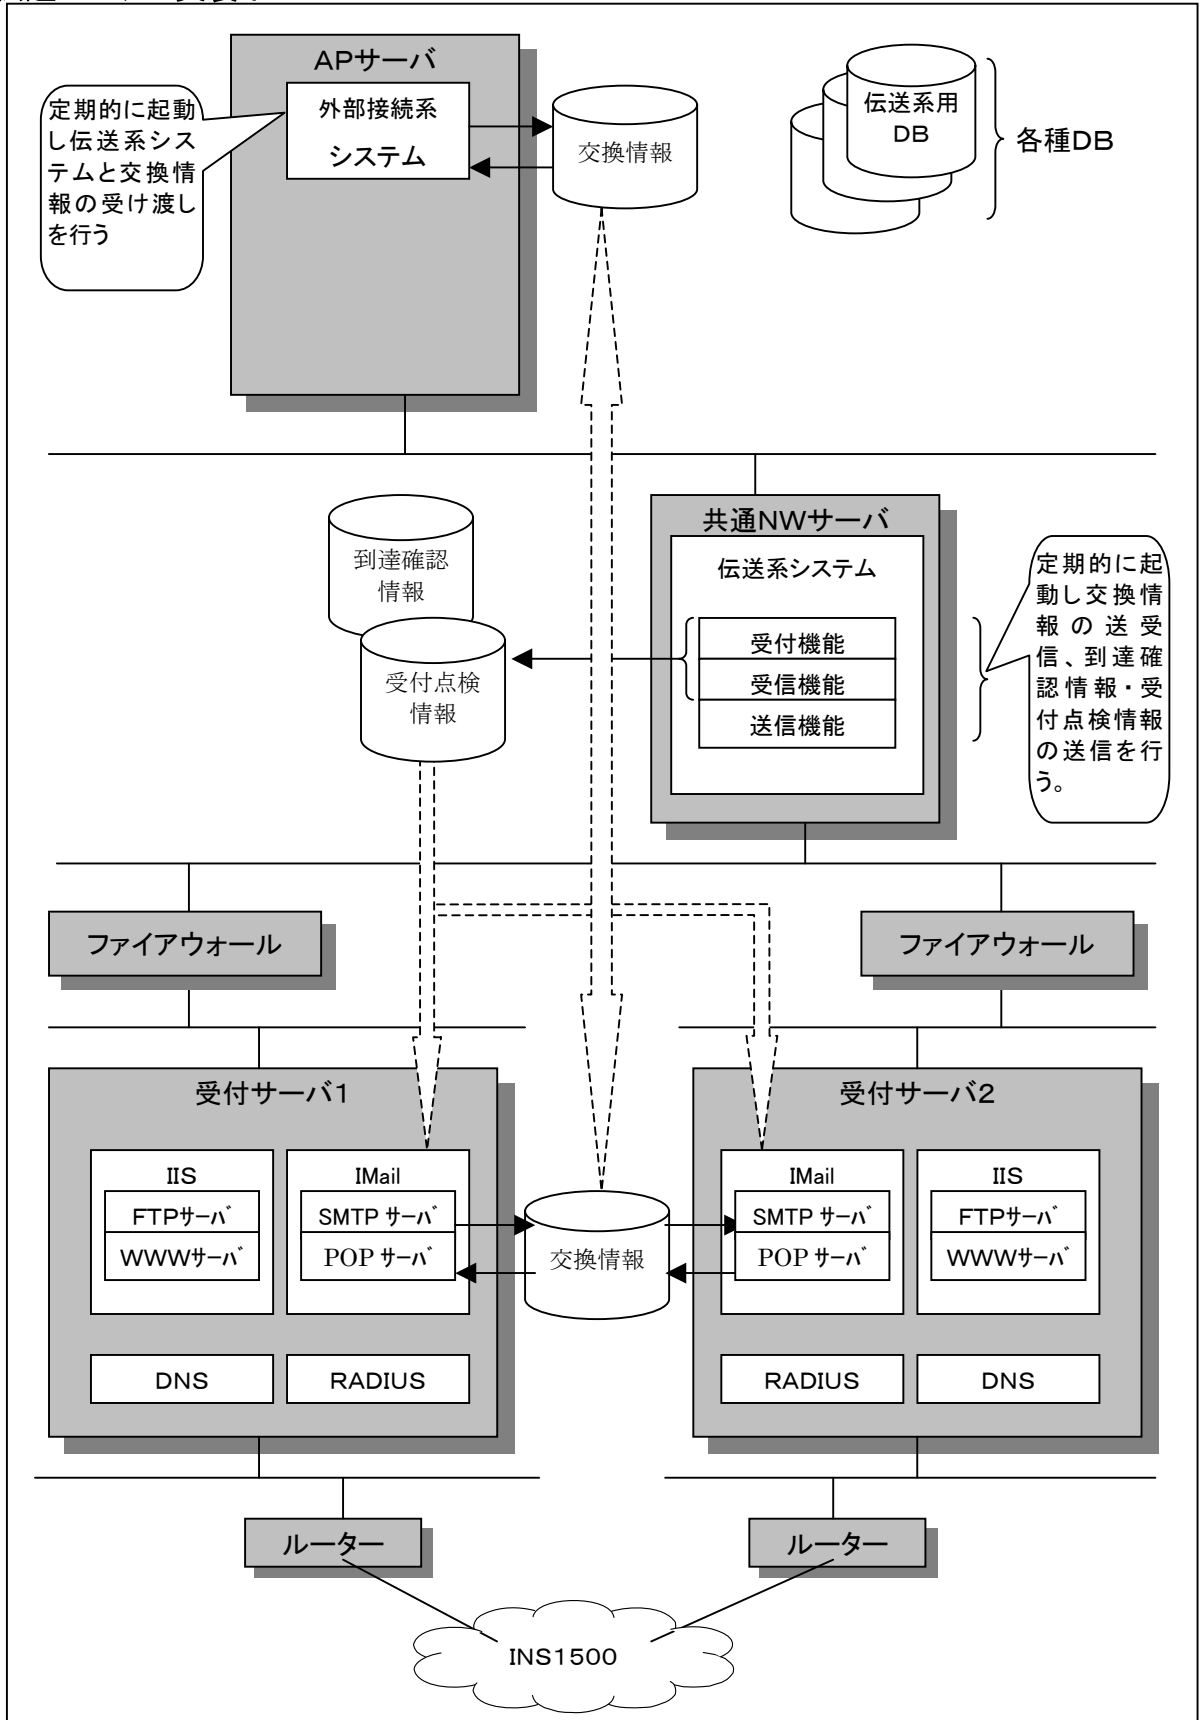 APサーバ
外部接続系
システム
定期的に起動
し伝送系シス
テムと交換情
報の受け渡し
を行う
交換情報
伝送系用
DB
各種DB
到達確認
情報
受付点検
情報
共通NWサーバ
伝送系システム
受付機能
受信機能
送信機能
定期的に起
動し交換情
報の送受
信、到達確
認情報・受
付点検情報
の送信を行
う。
ファイアウォール
ファイアウォール
受付サーバ1
IIS
FTPサーバ
WWWサーバ
IMail
SMTP サーバ
POP サーバ
DNS
RADIUS
交換情報
受付サーバ2
IMail
SMTP サーバ
POP サーバ
IIS
FTPサーバ
WWWサーバ
RADIUS
DNS
ルーター
ルーター
INS1500